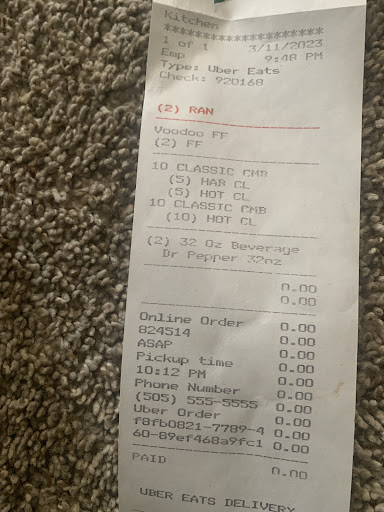 Kitchen
********************
1 of 1 3/11/2023
Emp 9:48 PM
Type: Uber Eats
Check: 920168
(2) RAN
Voodoo FF
(2) FF
10 CLASSIC CMB
(5) HAB CL
(5) HOT CL
10 CLASSIC CMB
(10) HOT CL
(2) 32 Oz Beverage
Dr Pepper 32oz
0.00
0.00
Online Order 0.00
824514 0.00
ASAP 0.00
Pickup time 0.00
10:12 PM 0.00
Phone Number 0.00
(505) 555-5555 0.00
Uber Order 0.00
f8fb0821-7789-4 0.00
60-89ef468a9fc1 0.00
PAID 0.00
UBER EATS DELIVERY